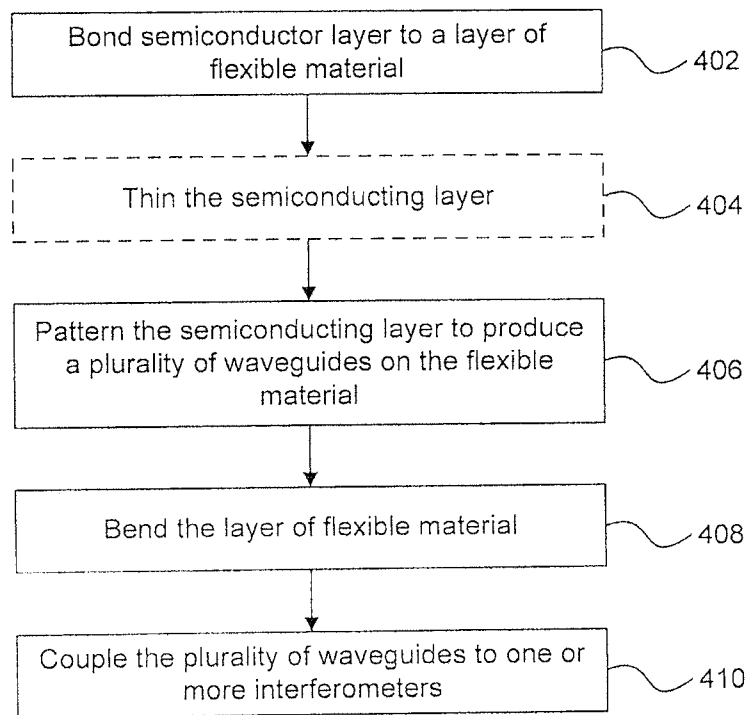 Bond semiconductor layer to a layer of
flexible material
402
Thin the semiconducting layer
404
Pattern the semiconducting layer to produce
a plurality of waveguides on the flexible
material
406
Bend the layer of flexible material
408
Couple the plurality of waveguides to one or
more interferometers
410